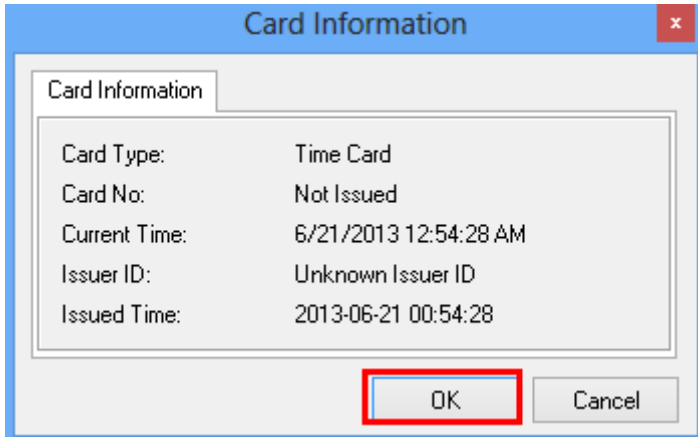 Card Information
x
Card Information
Card Type: Time Card
Card No: Not Issued
Current Time: 6/21/2013 12:54:28 AM
Issuer ID: Unknown Issuer ID
Issued Time: 2013-06-21 00:54:28
OK Cancel